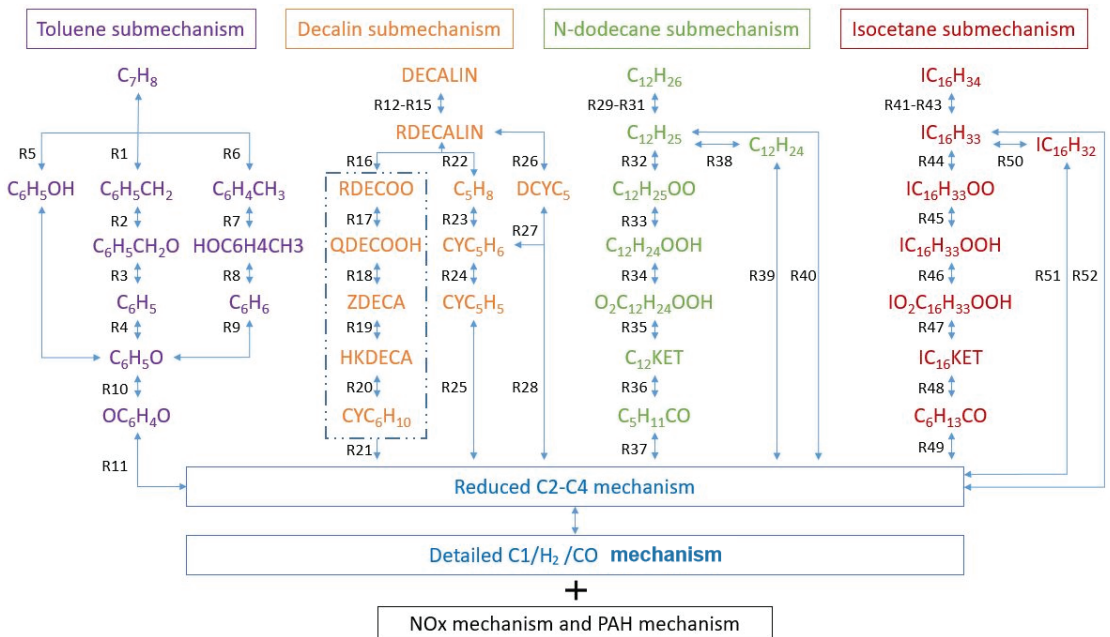 Toluene submechanism
Decalin submechanism
N-dodecane submechanism
Isocetane submechanism
C₇H₈
DECALIN
C₁₂H₂₆
IC₁₆H₃₄
R12-R15
R29-R31
R41-R43
RDECALIN
C₁₂H₂₅
IC₁₆H₃₃
C₁₂H₂₄
IC₁₆H₃₂
R5
R1
R6
R16
R22
R26
R32
R38
R44
R50
C₆H₅OH
C₆H₅CH₂
C₆H₄CH₃
RDECOO
C₅H₈
DCYC₅
C₁₂H₂₅OO
IC₁₆H₃₃OO
R2
R7
R17
R23
R27
R33
R45
C₆H₅CH₂O
HOC6H4CH3
QDECOOH
CYC₅H₆
C₁₂H₂₄OOH
IC₁₆H₃₃OOH
R3
R8
R18
R24
R34
R39
R40
R46
R51
R52
C₆H₅
C₆H₆
ZDECA
CYC₅H₅
O₂C₁₂H₂₄OOH
IO₂C₁₆H₃₃OOH
R4
R9
R19
R35
R47
C₆H₅O
HKDECA
C₁₂KET
IC₁₆KET
R10
R20
R25
R28
R36
R48
OC₆H₄O
CYC₆H₁₀
C₅H₁₁CO
C₆H₁₃CO
R11
R21
R37
R49
Reduced C2-C4 mechanism
Detailed C1/H₂ /CO mechanism
+
NOx mechanism and PAH mechanism